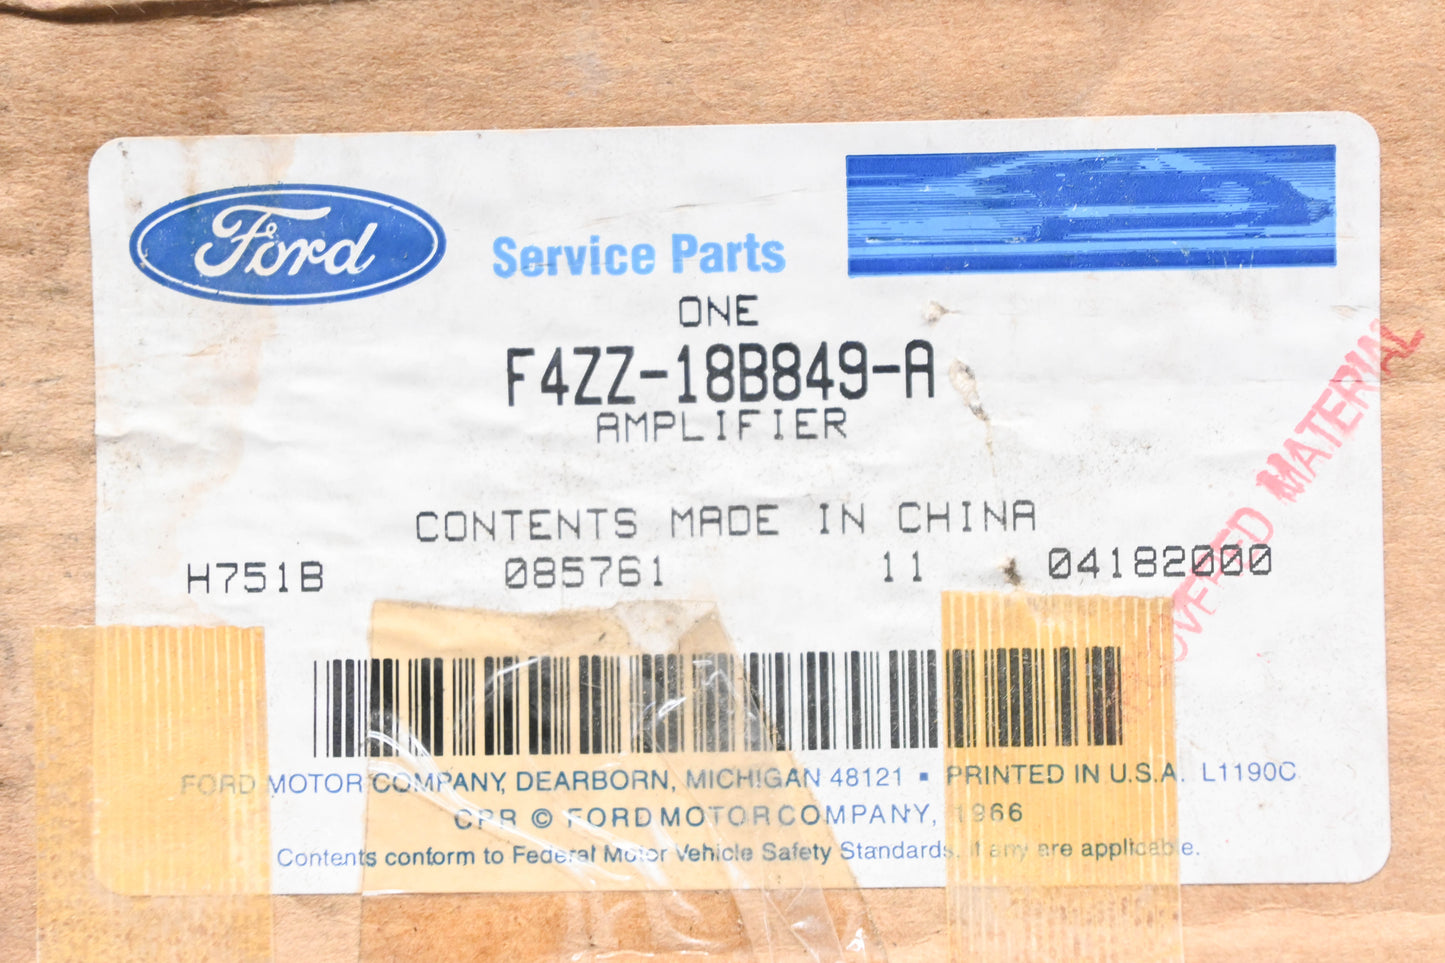 Ford
Service Parts
ONE
F4ZZ-18B849-A
AMPLIFIER
CONTENTS MADE IN CHINA
H751B 085761 11 04182000
MATERIAL
FORD MOTOR COMPANY, DEARBORN, MICHIGAN 48121 ▪ PRINTED IN U.S.A. L1190C
CPR © FORD MOTOR COMPANY, 1966
Contents conform to Federal Motor Vehicle Safety Standards, if any are applicable.